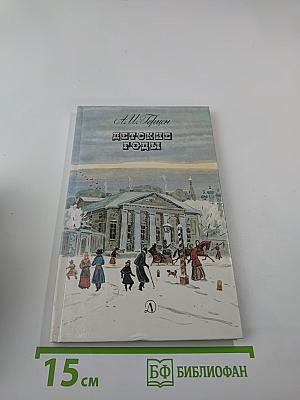 А.И. Герцен
ДЕТСКИЕ
ГОДЫ
Д
15 см
БФ БИБЛИОФАН